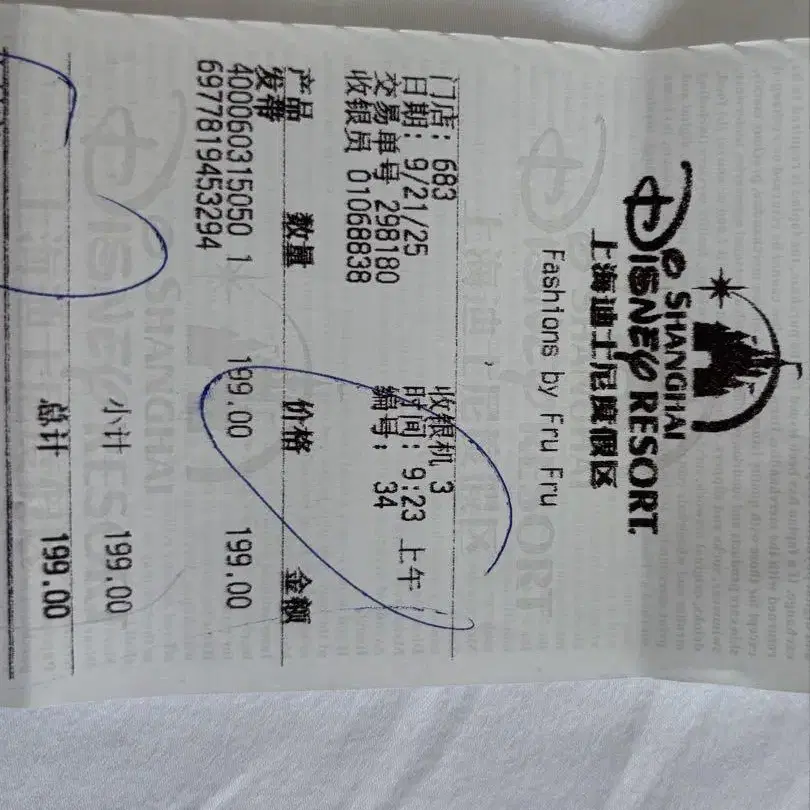 SHANGHAI
DISNEY RESORT
上海迪士尼度假区
Fashions by Fru Fru
门店: 683 收银机 3
日期: 9/21/25 时间: 9:23 上午
交易单号 298180 编号: 34
收银员 01068838
产品 数量 价格 金额
发箍
400060315050 1 199.00 199.00
6977819453294
小计 199.00
总计 199.00